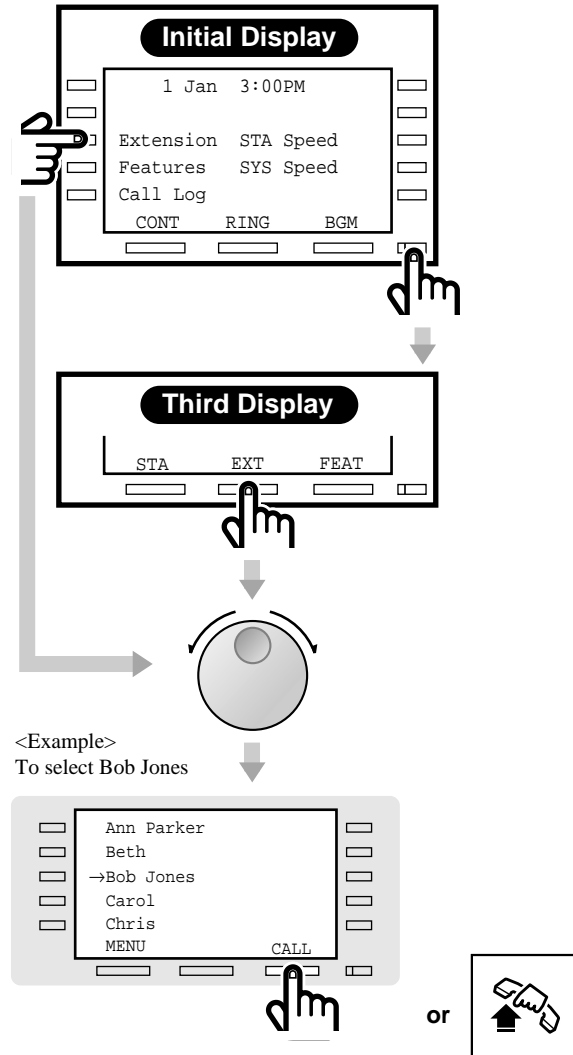 Initial Display
1 Jan 3:00PM
Extension STA Speed
Features SYS Speed
Call Log
CONT RING BGM
Third Display
STA EXT FEAT
<Example>
To select Bob Jones
Ann Parker
Beth
→Bob Jones
Carol
Chris
MENU CALL
or